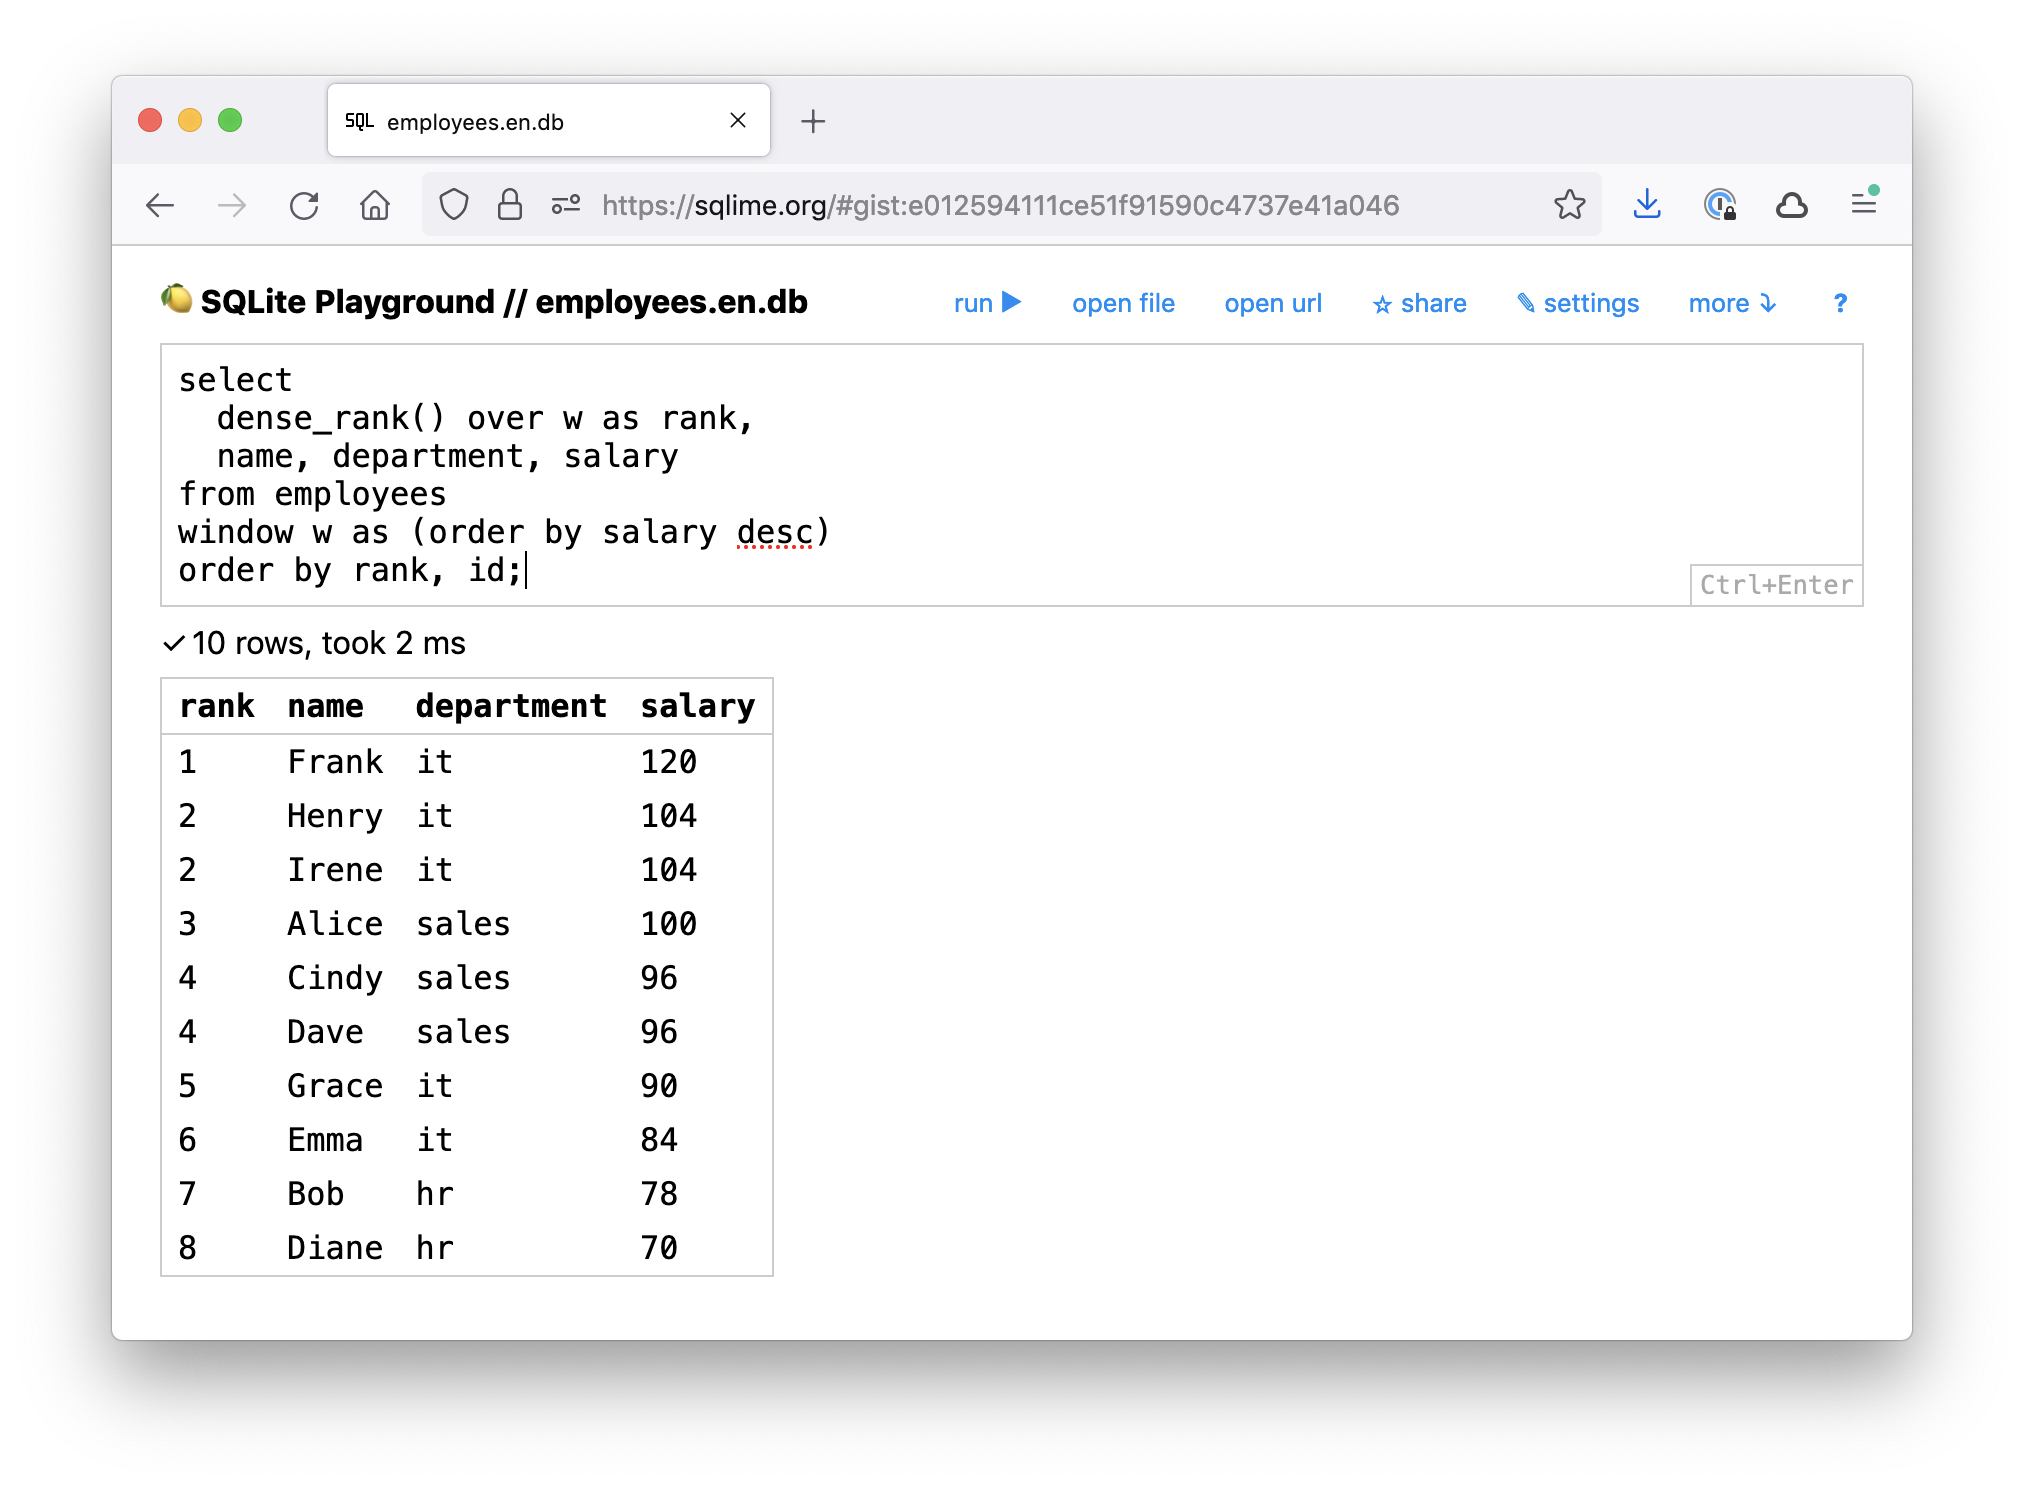 SQL employees.en.db
https://sqlime.org/#gist:e012594111ce51f91590c4737e41a046
SQLite Playground // employees.en.db run open file open url share settings more ?
select
  dense_rank() over w as rank,
  name, department, salary
from employees
window w as (order by salary desc)
order by rank, id;
Ctrl+Enter
✓ 10 rows, took 2 ms
rank name department salary
1 Frank it 120
2 Henry it 104
2 Irene it 104
3 Alice sales 100
4 Cindy sales 96
4 Dave sales 96
5 Grace it 90
6 Emma it 84
7 Bob hr 78
8 Diane hr 70